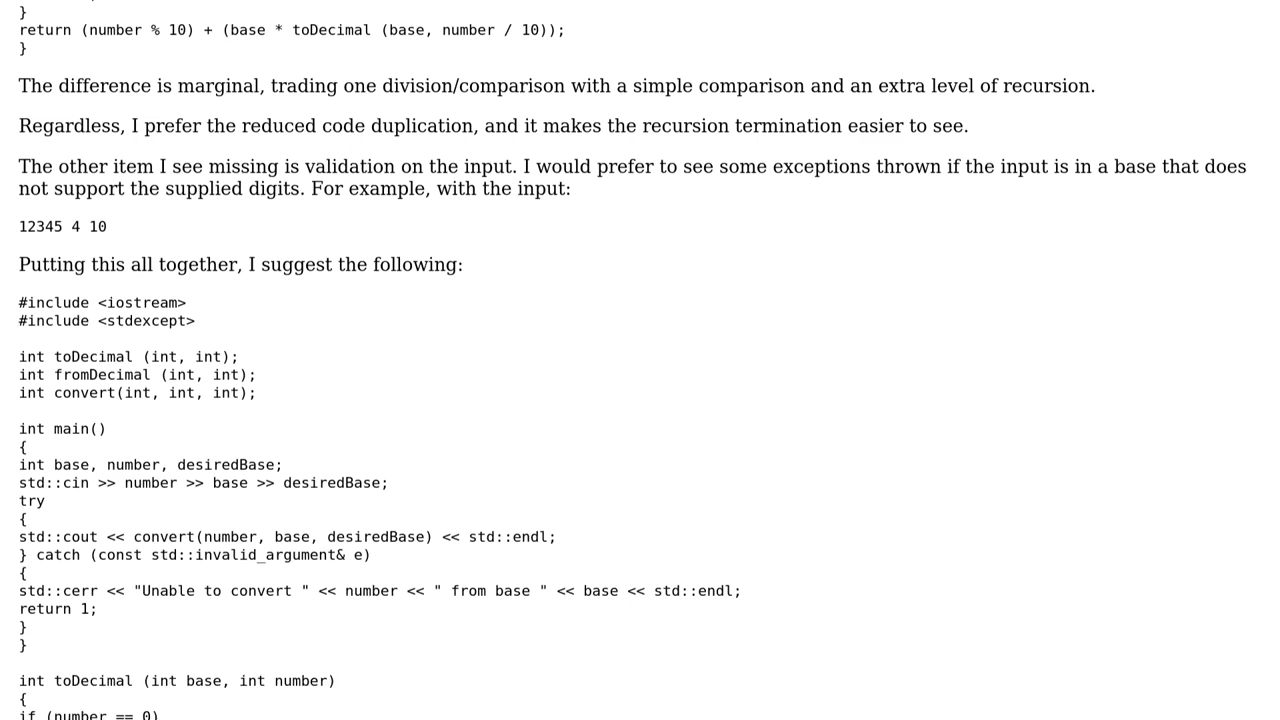 }
return (number % 10) + (base * toDecimal (base, number / 10));
}
The difference is marginal, trading one division/comparison with a simple comparison and an extra level of recursion.
Regardless, I prefer the reduced code duplication, and it makes the recursion termination easier to see.
The other item I see missing is validation on the input. I would prefer to see some exceptions thrown if the input is in a base that does
not support the supplied digits. For example, with the input:
12345 4 10
Putting this all together, I suggest the following:
#include <iostream>
#include <stdexcept>
int toDecimal (int, int);
int fromDecimal (int, int);
int convert(int, int, int);
int main()
{
int base, number, desiredBase;
std::cin >> number >> base >> desiredBase;
try
{
std::cout << convert(number, base, desiredBase) << std::endl;
} catch (const std::invalid_argument& e)
{
std::cerr << "Unable to convert " << number << " from base " << base << std::endl;
return 1;
}
}
int toDecimal (int base, int number)
{
if (number == 0)